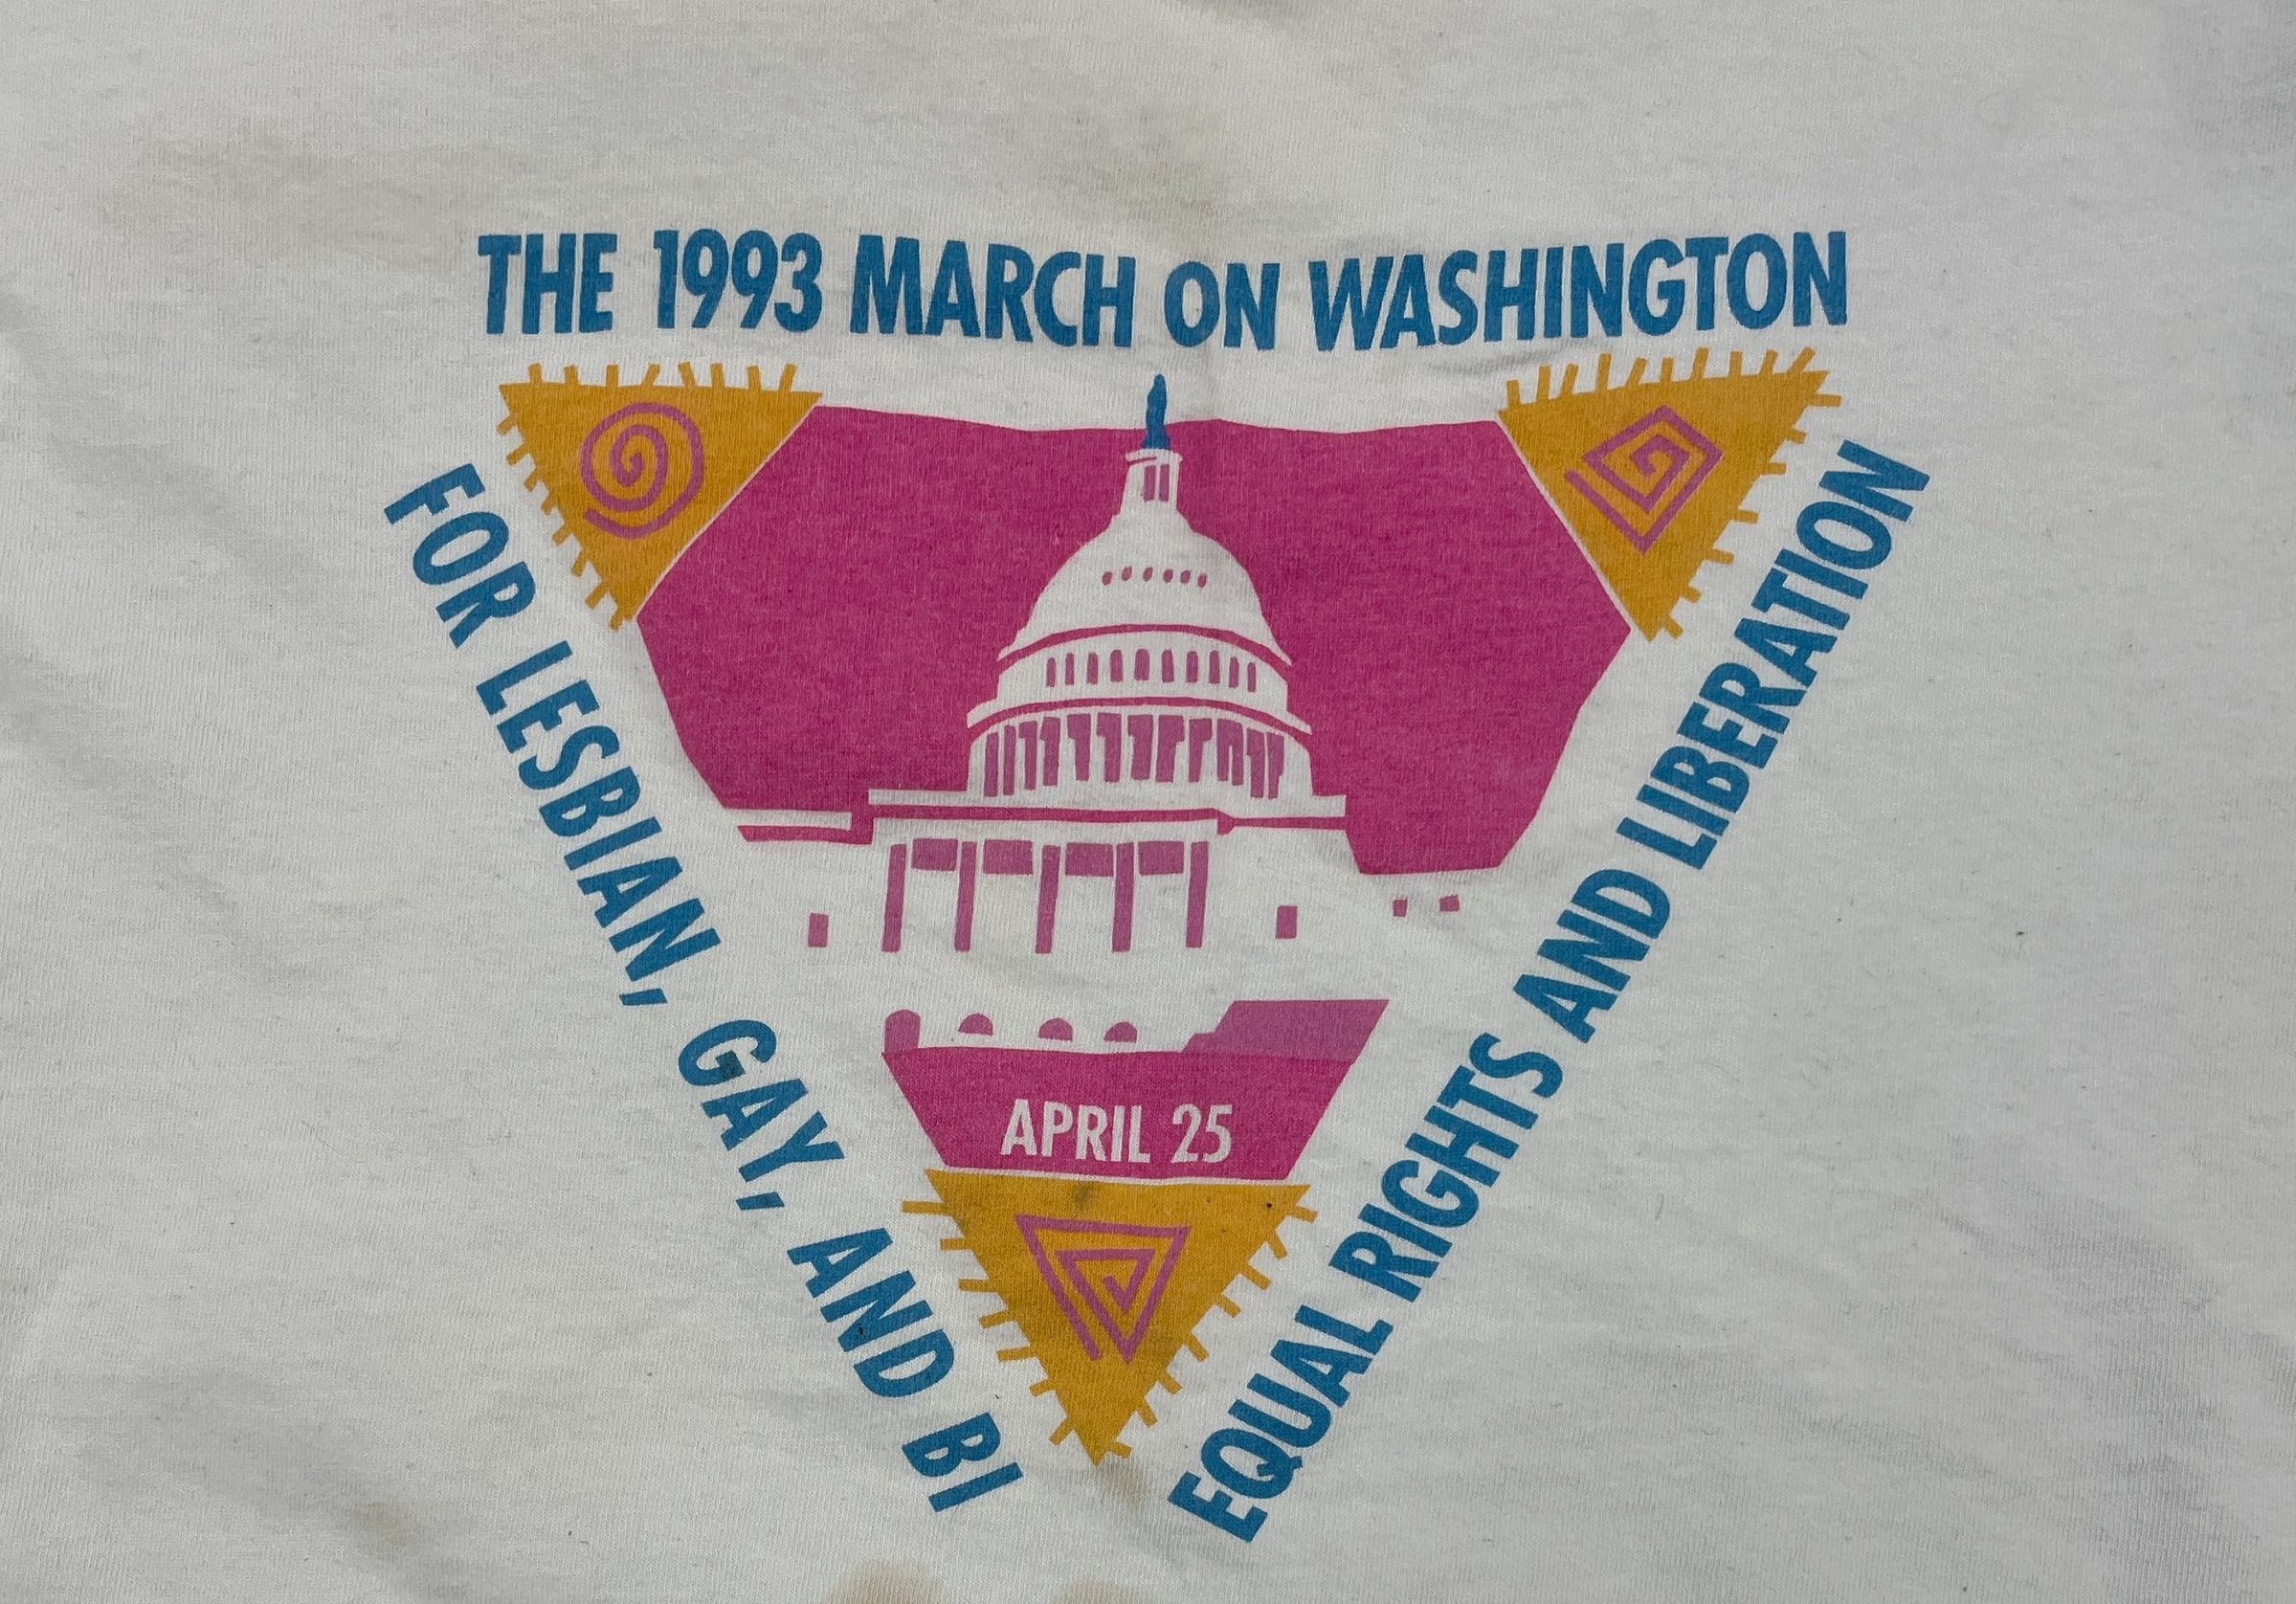 THE 1993 MARCH ON WASHINGTON
FOR LESBIAN, GAY, AND BI
EQUAL RIGHTS AND LIBERATION
APRIL 25